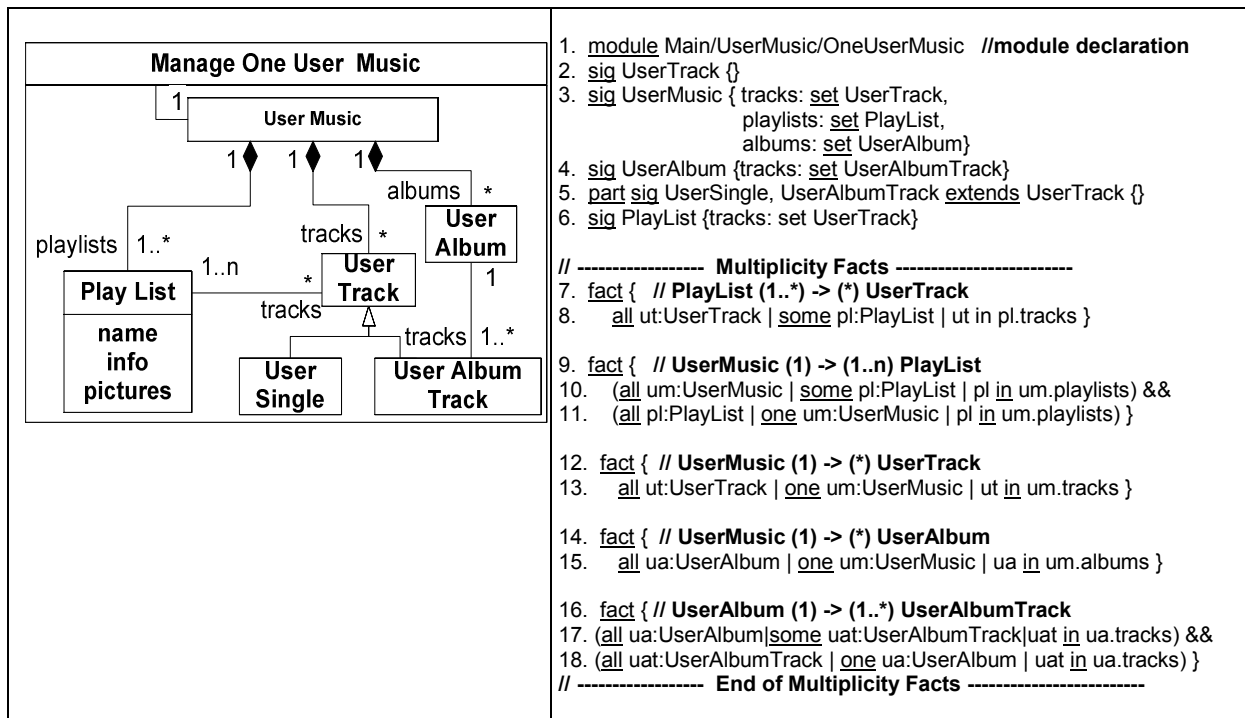 Manage One User Music
1
User Music
1
1
1
albums
*
User
Album
playlists
1..*
tracks
*
1..n
*
User
Track
1
Play List
tracks
name
info
pictures
tracks
1..*
User
Single
User Album
Track
1. module Main/UserMusic/OneUserMusic //module declaration
2. sig UserTrack {}
3. sig UserMusic { tracks: set UserTrack,
playlists: set PlayList,
albums: set UserAlbum}
4. sig UserAlbum {tracks: set UserAlbumTrack}
5. part sig UserSingle, UserAlbumTrack extends UserTrack {}
6. sig PlayList {tracks: set UserTrack}
// ------------------- Multiplicity Facts --------------------------
7. fact { // PlayList (1..*) -> (*) UserTrack
8. all ut:UserTrack | some pl:PlayList | ut in pl.tracks }
9. fact { // UserMusic (1) -> (1..n) PlayList
10. (all um:UserMusic | some pl:PlayList | pl in um.playlists) &&
11. (all pl:PlayList | one um:UserMusic | pl in um.playlists) }
12. fact { // UserMusic (1) -> (*) UserTrack
13. all ut:UserTrack | one um:UserMusic | ut in um.tracks }
14. fact { // UserMusic (1) -> (*) UserAlbum
15. all ua:UserAlbum | one um:UserMusic | ua in um.albums }
16. fact { // UserAlbum (1) -> (1..*) UserAlbumTrack
17. (all ua:UserAlbum|some uat:UserAlbumTrack|uat in ua.tracks) &&
18. (all uat:UserAlbumTrack | one ua:UserAlbum | uat in ua.tracks) }
// ------------------- End of Multiplicity Facts -------------------------